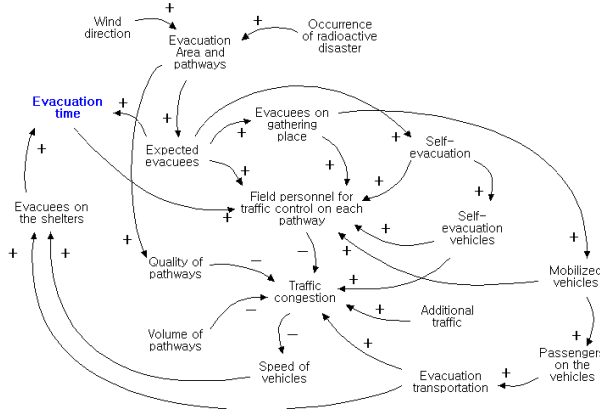 Wind
direction
Occurrence
of radioactive
disaster
+
+
Evacuation
Area and
pathways
Evacuation
time
+
+
Evacuees on
gathering
place
Expected
evacuees
+
+
+
+
Self-
evacuation
+
+
+
Field personnel for
traffic control on each
pathway
+
+
Evacuees on
the shelters
Self-
evacuation
vehicles
+
+
+
+
+
+
–
+
Quality of
pathways
–
Traffic
congestion
Mobilized
vehicles
–
+
Additional
traffic
Volume of
pathways
–
+
+
Speed of
vehicles
Evacuation
transportation
+
Passengers
on the
vehicles